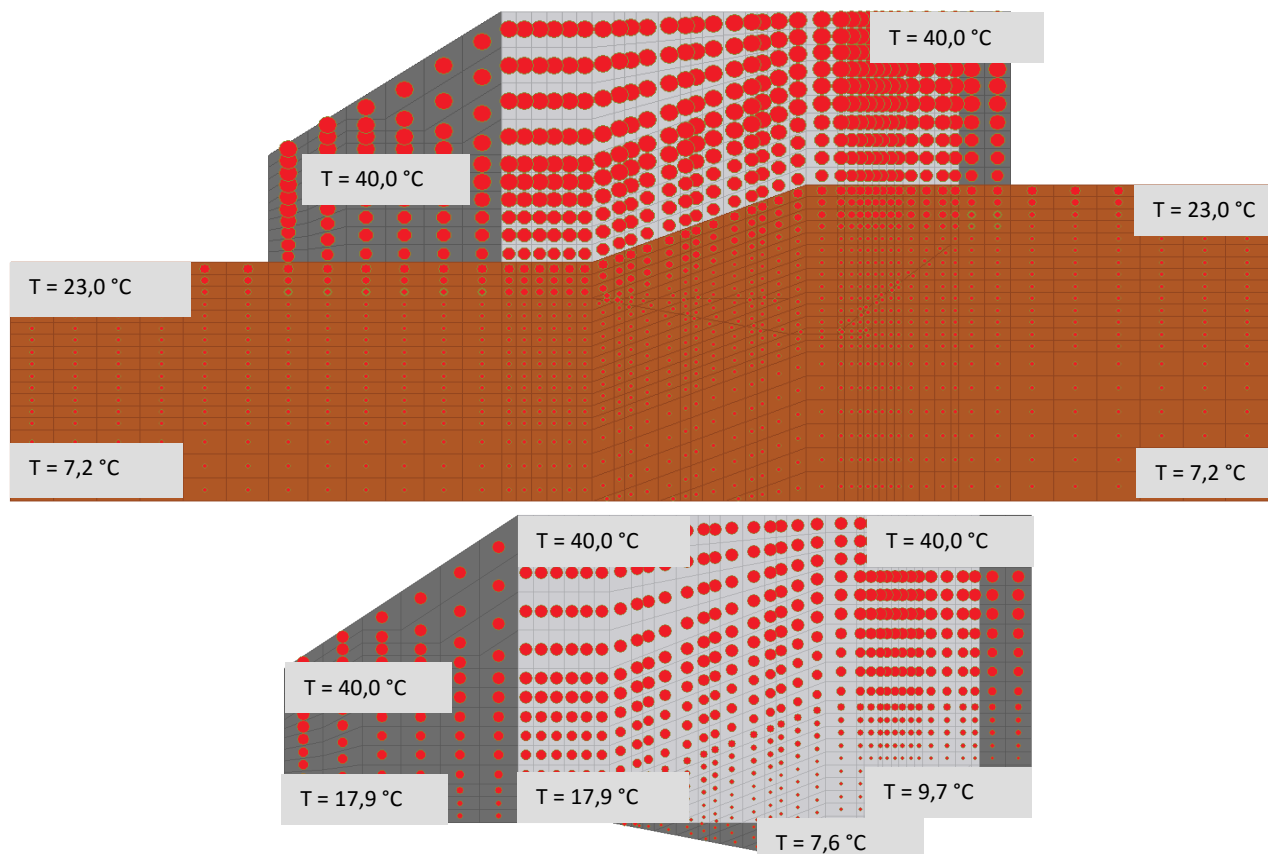 T = 40,0 °C
T = 40,0 °C
T = 23,0 °C
T = 23,0 °C
T = 7,2 °C
T = 7,2 °C
T = 40,0 °C
T = 40,0 °C
T = 40,0 °C
T = 17,9 °C
T = 17,9 °C
T = 9,7 °C
T = 7,6 °C